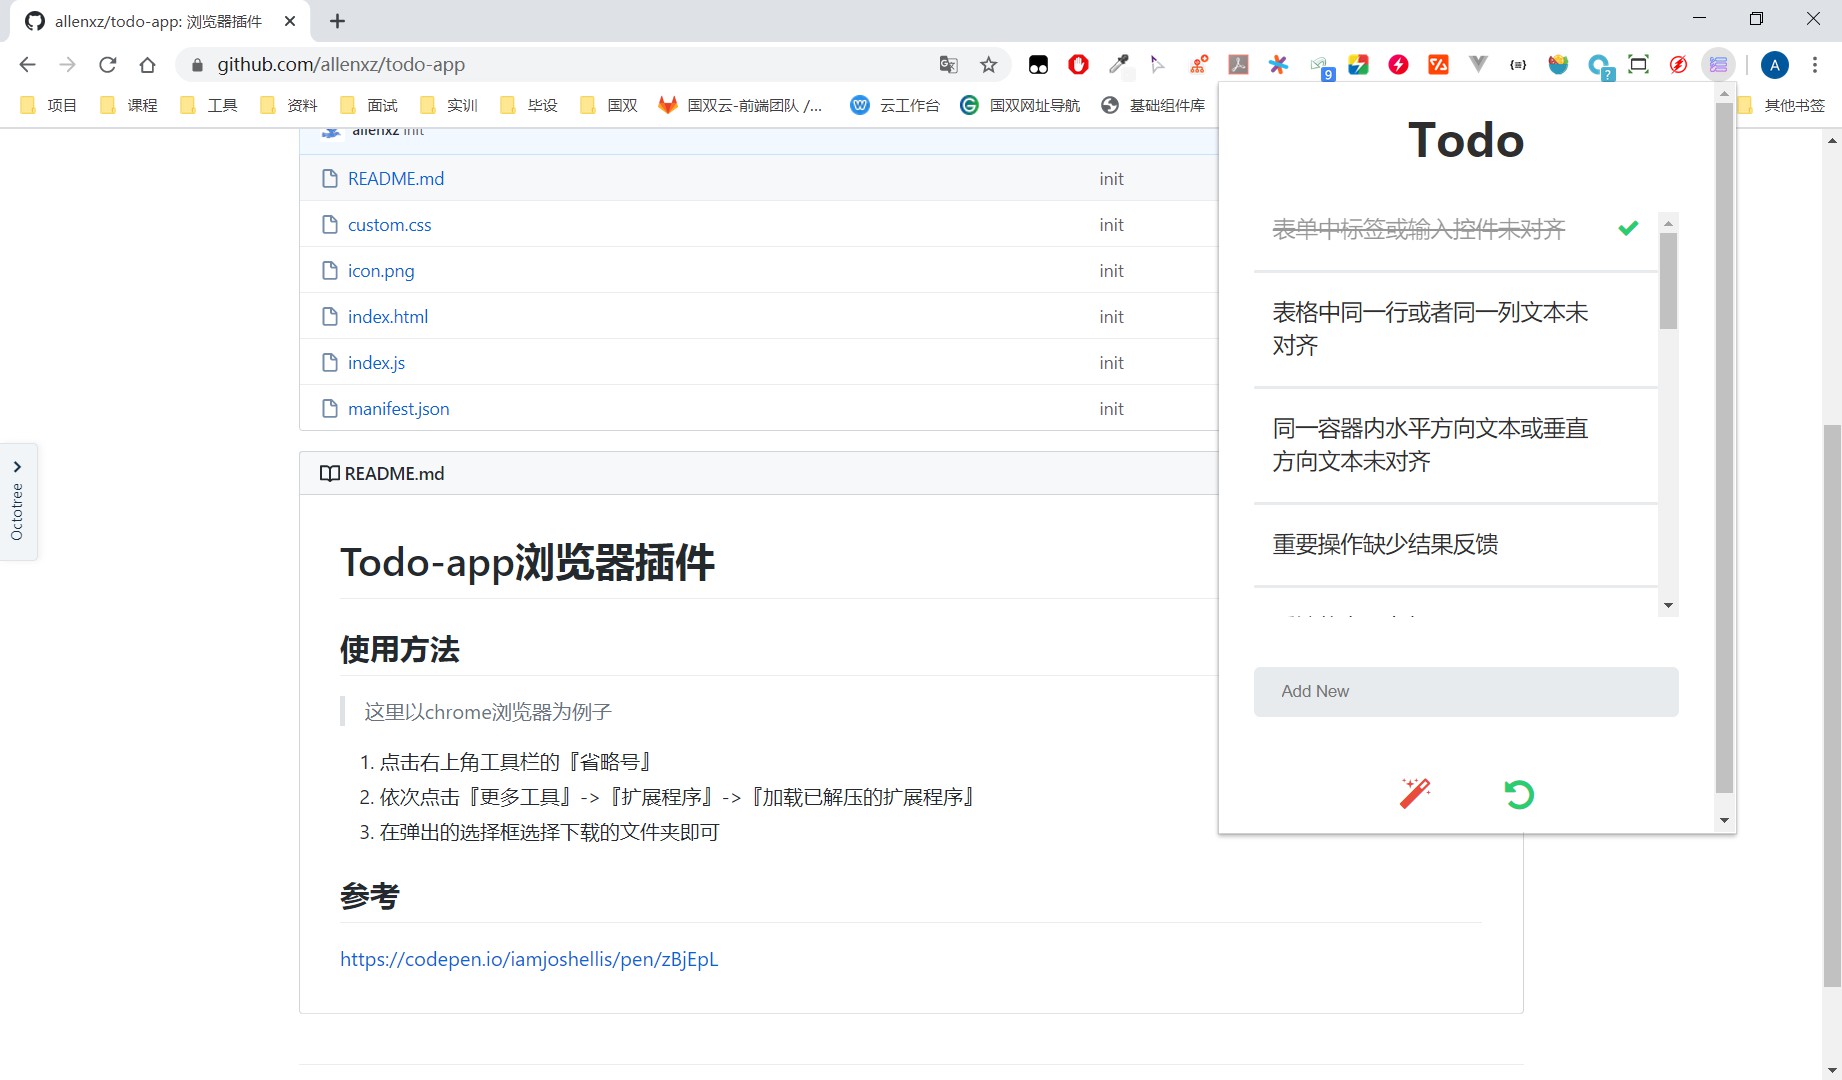 allenxz/todo-app: 浏览器插件
github.com/allenxz/todo-app
9
?
A
项目
课程
工具
资料
面试
实训
毕设
国双
国双云-前端团队 /...
云工作台
国双网址导航
基础组件库
其他书签
allenxz init
README.md init
custom.css init
icon.png init
index.html init
index.js init
manifest.json init
Octotree
README.md
Todo-app浏览器插件
使用方法
这里以chrome浏览器为例子
1. 点击右上角工具栏的『省略号』
2. 依次点击『更多工具』->『扩展程序』->『加载已解压的扩展程序』
3. 在弹出的选择框选择下载的文件夹即可
参考
https://codepen.io/iamjoshellis/pen/zBjEpL
Todo
表单中标签或输入控件未对齐
表格中同一行或者同一列文本未
对齐
同一容器内水平方向文本或垂直
方向文本未对齐
重要操作缺少结果反馈
Add New